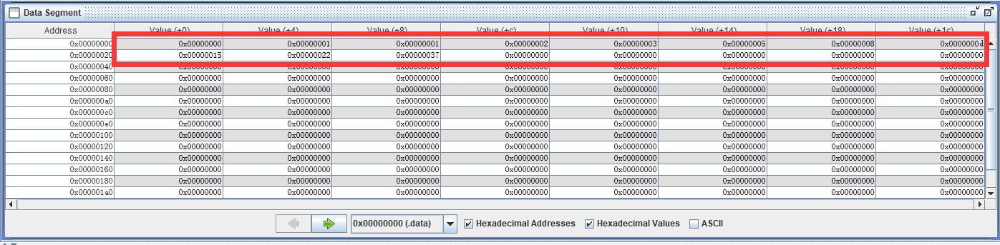 Data Segment
Address Value (+0) Value (+4) Value (+8) Value (+c) Value (+10) Value (+14) Value (+18) Value (+1c)
0x00000000 0x00000000 0x00000001 0x00000001 0x00000002 0x00000003 0x00000005 0x00000008 0x0000000d
0x00000020 0x00000015 0x00000022 0x00000037 0x00000000 0x00000000 0x00000000 0x00000000 0x00000000
0x00000040 0x00000000 0x00000000 0x00000000 0x00000000 0x00000000 0x00000000 0x00000000 0x00000000
0x00000060 0x00000000 0x00000000 0x00000000 0x00000000 0x00000000 0x00000000 0x00000000 0x00000000
0x00000080 0x00000000 0x00000000 0x00000000 0x00000000 0x00000000 0x00000000 0x00000000 0x00000000
0x000000a0 0x00000000 0x00000000 0x00000000 0x00000000 0x00000000 0x00000000 0x00000000 0x00000000
0x000000c0 0x00000000 0x00000000 0x00000000 0x00000000 0x00000000 0x00000000 0x00000000 0x00000000
0x000000e0 0x00000000 0x00000000 0x00000000 0x00000000 0x00000000 0x00000000 0x00000000 0x00000000
0x00000100 0x00000000 0x00000000 0x00000000 0x00000000 0x00000000 0x00000000 0x00000000 0x00000000
0x00000120 0x00000000 0x00000000 0x00000000 0x00000000 0x00000000 0x00000000 0x00000000 0x00000000
0x00000140 0x00000000 0x00000000 0x00000000 0x00000000 0x00000000 0x00000000 0x00000000 0x00000000
0x00000160 0x00000000 0x00000000 0x00000000 0x00000000 0x00000000 0x00000000 0x00000000 0x00000000
0x00000180 0x00000000 0x00000000 0x00000000 0x00000000 0x00000000 0x00000000 0x00000000 0x00000000
0x000001a0 0x00000000 0x00000000 0x00000000 0x00000000 0x00000000 0x00000000 0x00000000 0x00000000
0x00000000 (.data) Hexadecimal Addresses Hexadecimal Values ASCII